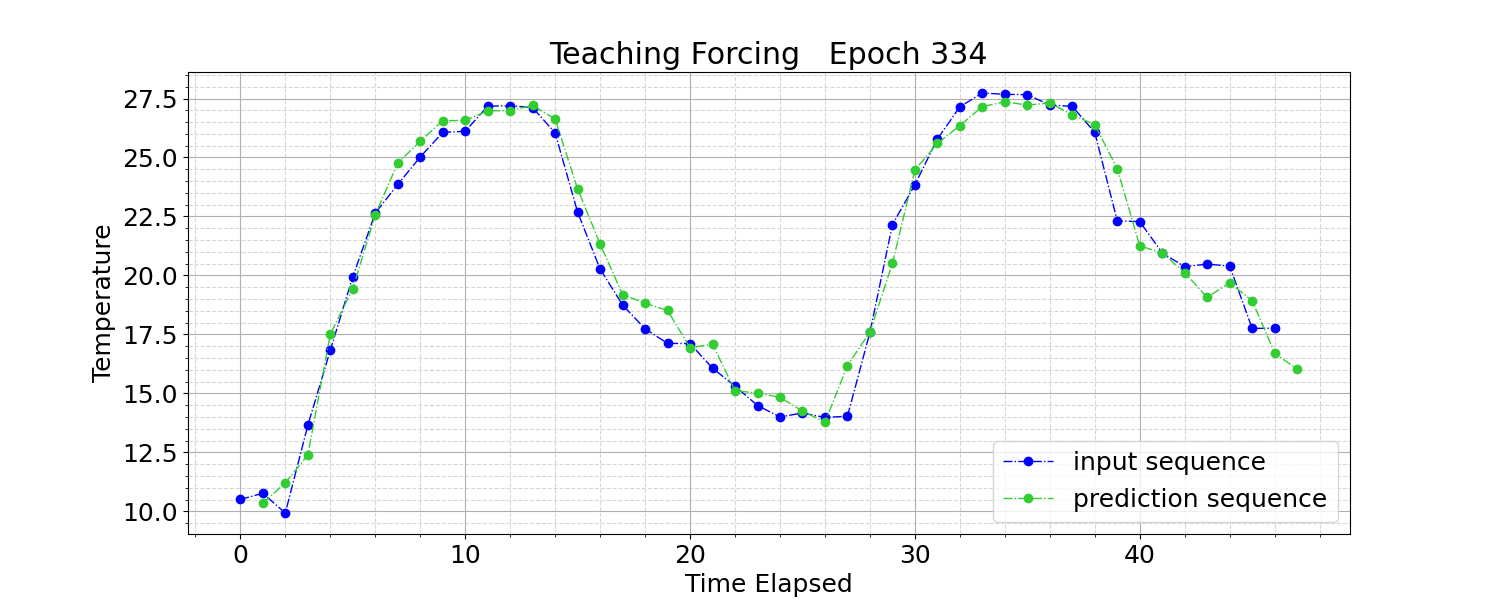 Teaching Forcing   Epoch 334
27.5
25.0
22.5
20.0
17.5
15.0
12.5
10.0
Temperature
input sequence
prediction sequence
0 10 20 30 40
Time Elapsed